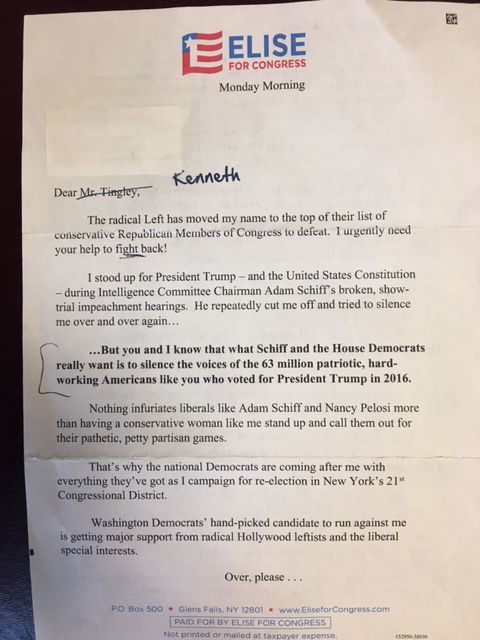 ELISE
FOR CONGRESS
Monday Morning
Kenneth
Dear Mr. Tingley,
The radical Left has moved my name to the top of their list of
conservative Republican Members of Congress to defeat. I urgently need
your help to fight back!
I stood up for President Trump – and the United States Constitution
– during Intelligence Committee Chairman Adam Schiff's broken, show-
trial impeachment hearings. He repeatedly cut me off and tried to silence
me over and over again…
…But you and I know that what Schiff and the House Democrats
really want is to silence the voices of the 63 million patriotic, hard-
working Americans like you who voted for President Trump in 2016.
Nothing infuriates liberals like Adam Schiff and Nancy Pelosi more
than having a conservative woman like me stand up and call them out for
their pathetic, petty partisan games.
That's why the national Democrats are coming after me with
everything they've got as I campaign for re-election in New York's 21st
Congressional District.
Washington Democrats' hand-picked candidate to run against me
is getting major support from radical Hollywood leftists and the liberal
special interests.
Over, please . . .
P.O. Box 500 ★ Glens Falls, NY 12801 ★ www.EliseforCongress.com
PAID FOR BY ELISE FOR CONGRESS
Not printed or mailed at taxpayer expense.
152950-38036